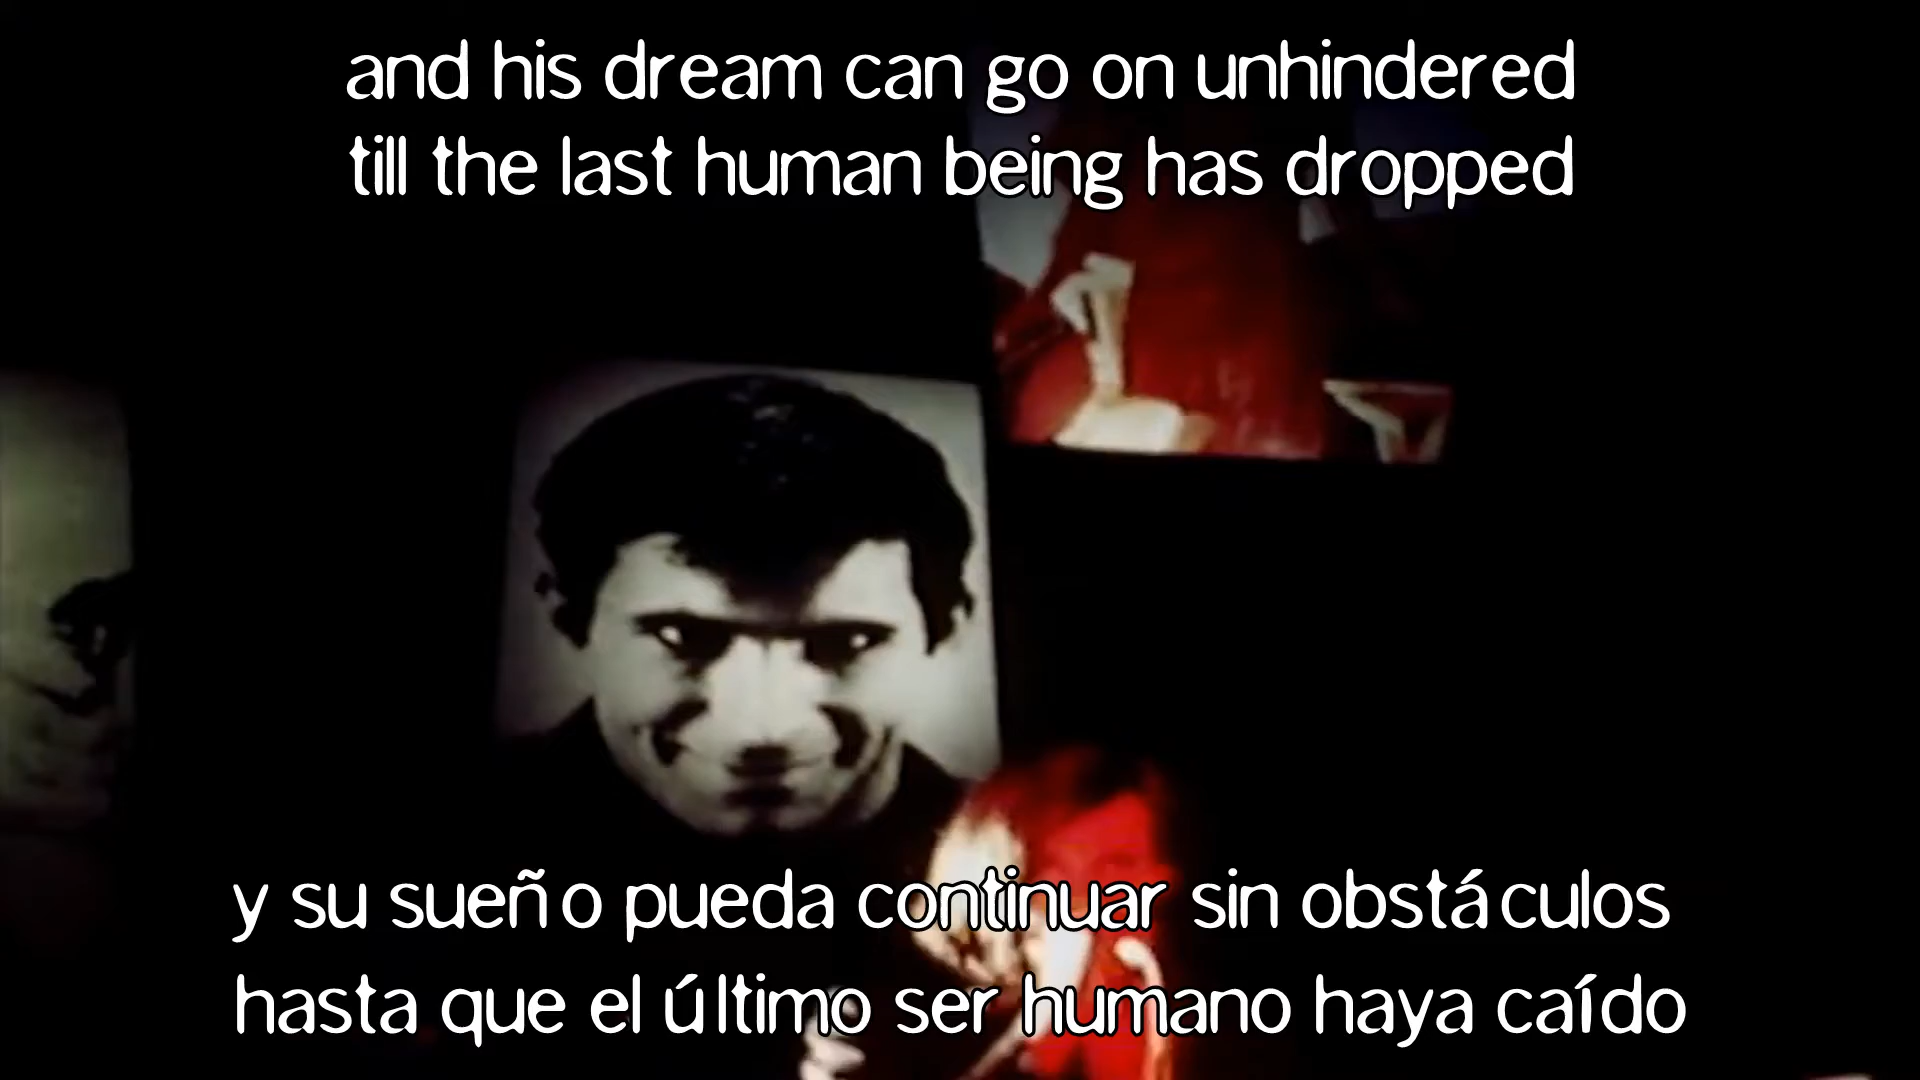 and his dream can go on unhindered
till the last human being has dropped
y su sueño pueda continuar sin obstáculos
hasta que el último ser humano haya caído